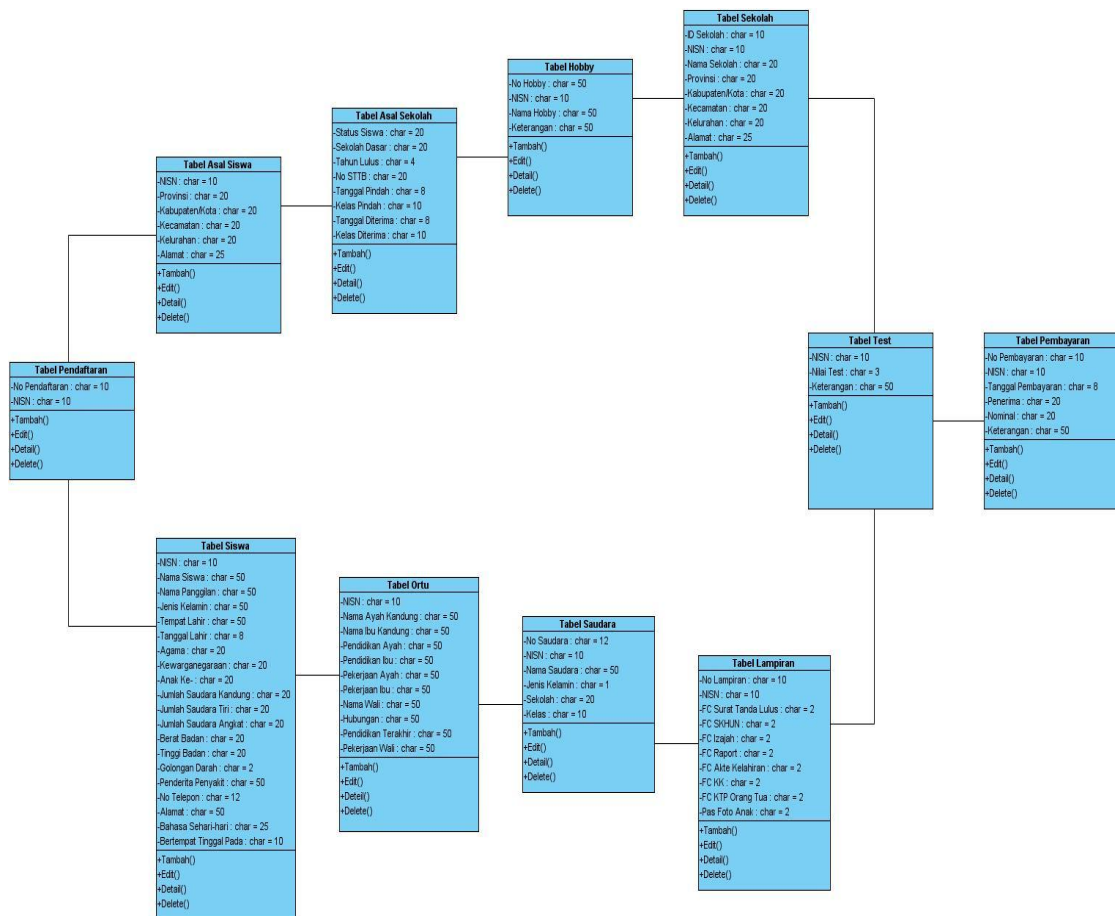 Tabel Sekolah
-ID Sekolah : char = 10
-NISN : char = 10
-Nama Sekolah : char = 20
-Provinsi : char = 20
-Kabupaten/Kota : char = 20
-Kecamatan : char = 20
-Kelurahan : char = 20
-Alamat : char = 25
+Tambah()
+Edit()
+Detail()
+Delete()
Tabel Hobby
-No Hobby : char = 50
-NISN : char = 10
-Nama Hobby : char = 50
-Keterangan : char = 50
+Tambah()
+Edit()
+Detail()
+Delete()
Tabel Asal Sekolah
-Status Siswa : char = 20
-Sekolah Dasar : char = 20
-Tahun Lulus : char = 4
-No STTB : char = 20
-Tanggal Pindah : char = 8
-Kelas Pindah : char = 10
-Tanggal Diterima : char = 8
-Kelas Diterima : char = 10
+Tambah()
+Edit()
+Detail()
+Delete()
Tabel Asal Siswa
-NISN : char = 10
-Provinsi : char = 20
-Kabupaten/Kota : char = 20
-Kecamatan : char = 20
-Kelurahan : char = 20
-Alamat : char = 25
+Tambah()
+Edit()
+Detail()
+Delete()
Tabel Pendaftaran
-No Pendaftaran : char = 10
-NISN : char = 10
+Tambah()
+Edit()
+Detail()
+Delete()
Tabel Test
-NISN : char = 10
-Nilai Test : char = 3
-Keterangan : char = 50
+Tambah()
+Edit()
+Detail()
+Delete()
Tabel Pembayaran
-No Pembayaran : char = 10
-NISN : char = 10
-Tanggal Pembayaran : char = 8
-Penerima : char = 20
-Nominal : char = 20
-Keterangan : char = 50
+Tambah()
+Edit()
+Detail()
+Delete()
Tabel Siswa
-NISN : char = 10
-Nama Siswa : char = 50
-Nama Panggilan : char = 50
-Jenis Kelamin : char = 50
-Tempat Lahir : char = 50
-Tanggal Lahir : char = 8
-Agama : char = 20
-Kewarganegaraan : char = 20
-Anak Ke- : char = 20
-Jumlah Saudara Kandung : char = 20
-Jumlah Saudara Tiri : char = 20
-Jumlah Saudara Angkat : char = 20
-Berat Badan : char = 20
-Tinggi Badan : char = 20
-Golongan Darah : char = 2
-Penderita Penyakit : char = 50
-No Telepon : char = 12
-Alamat : char = 50
-Bahasa Sehari-hari : char = 25
-Bertempat Tinggal Pada : char = 10
+Tambah()
+Edit()
+Detail()
+Delete()
Tabel Ortu
-NISN : char = 10
-Nama Ayah Kandung : char = 50
-Nama Ibu Kandung : char = 50
-Pendidikan Ayah : char = 50
-Pendidikan Ibu : char = 50
-Pekerjaan Ayah : char = 50
-Pekerjaan Ibu : char = 50
-Nama Wali : char = 50
-Hubungan : char = 50
-Pendidikan Terakhir : char = 50
-Pekerjaan Wali : char = 50
+Tambah()
+Edit()
+Deteil()
+Delete()
Tabel Saudara
-No Saudara : char = 12
-NISN : char = 10
-Nama Saudara : char = 50
-Jenis Kelamin : char = 1
-Sekolah : char = 20
-Kelas : char = 10
+Tambah()
+Edit()
+Detail()
+Delete()
Tabel Lampiran
-No Lampiran : char = 10
-NISN : char = 10
-FC Surat Tanda Lulus : char = 2
-FC SKHUN : char = 2
-FC Izajah : char = 2
-FC Raport : char = 2
-FC Akte Kelahiran : char = 2
-FC KK : char = 2
-FC KTP Orang Tua : char = 2
-Pas Foto Anak : char = 2
+Tambah()
+Edit()
+Detail()
+Delete()